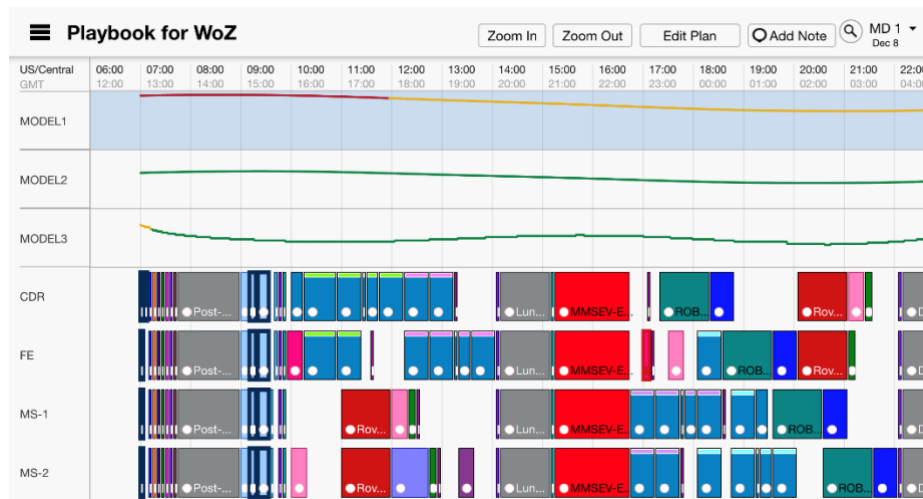 Playbook for WoZ
Zoom In
Zoom Out
Edit Plan
Add Note
MD 1
Dec 8
US/Central 06:00 07:00 08:00 09:00 10:00 11:00 12:00 13:00 14:00 15:00 16:00 17:00 18:00 19:00 20:00 21:00 22:00
GMT 12:00 13:00 14:00 15:00 16:00 17:00 18:00 19:00 20:00 21:00 22:00 23:00 00:00 01:00 02:00 03:00 04:00
MODEL1
MODEL2
MODEL3
CDR
Post-... Lun... MMSEV-E... ROB... Rov...
FE
Post-... Lun... MMSEV-E... ROB... Rov...
MS-1
Post-... Rov... Lun... MMSEV-E... ROB...
MS-2
Post-... Rov... Lun... MMSEV-E... ROB...